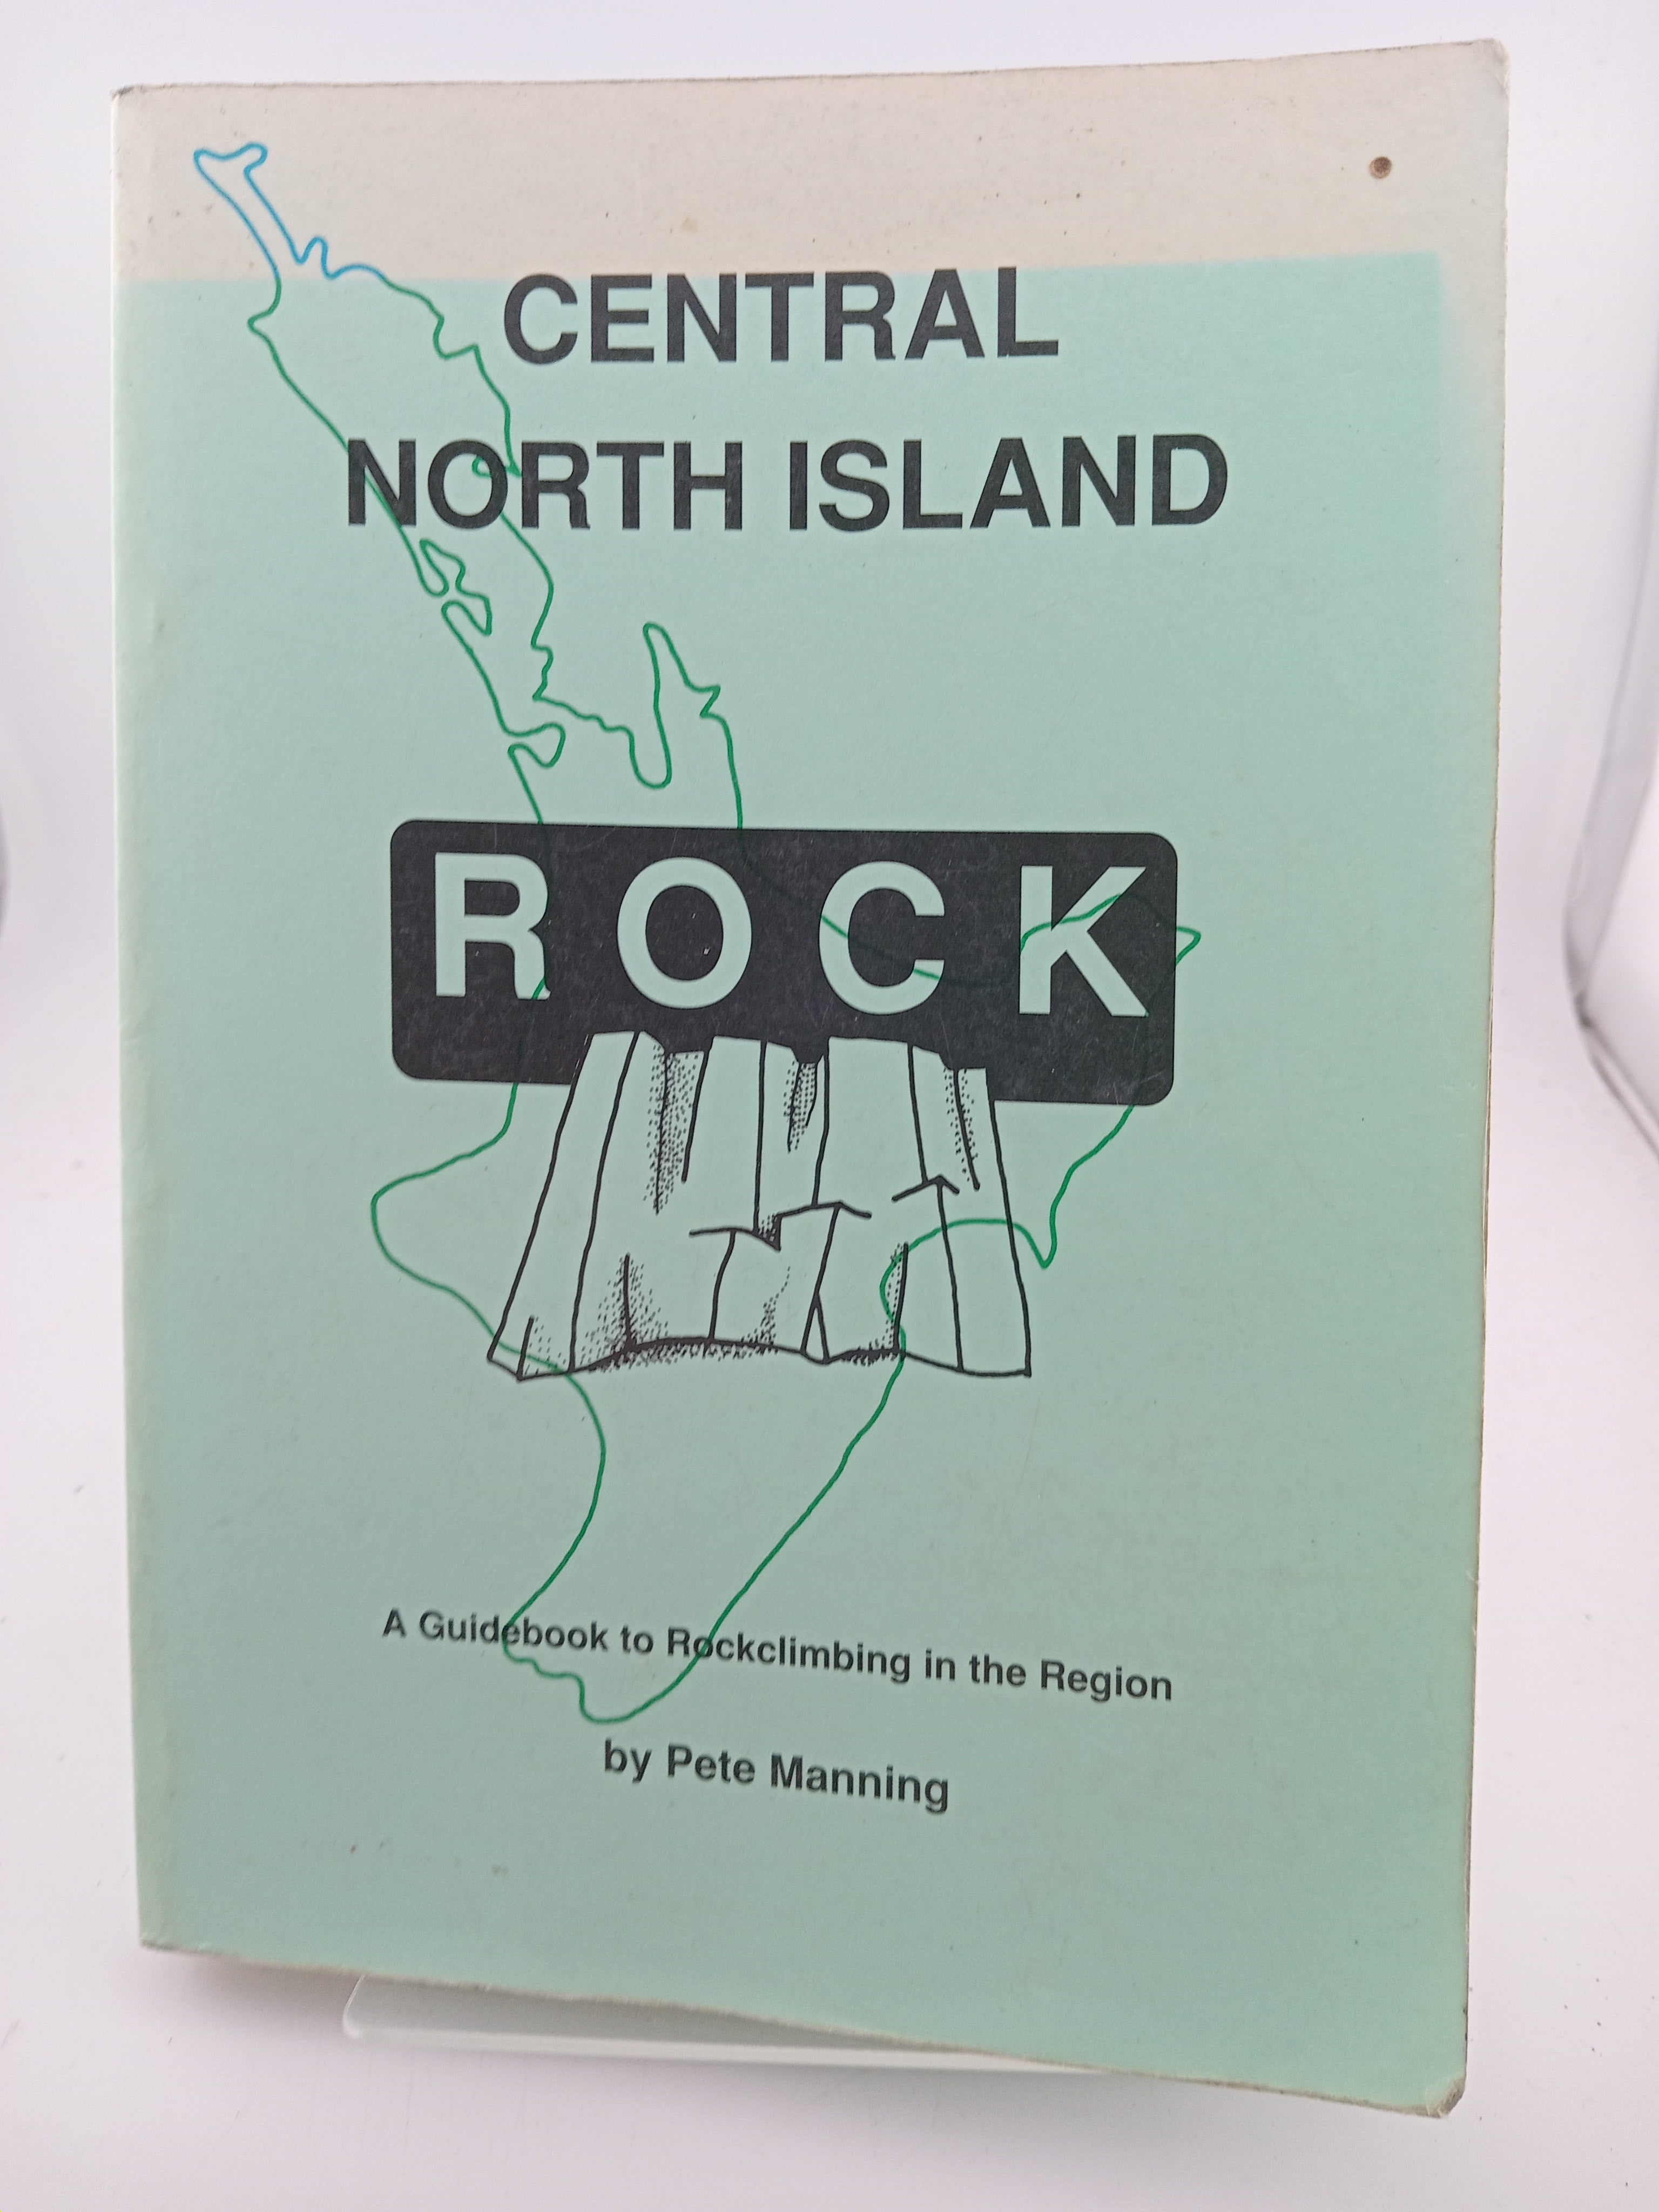 CENTRAL
NORTH ISLAND
ROCK
A Guidebook to Rockclimbing in the Region
by Pete Manning